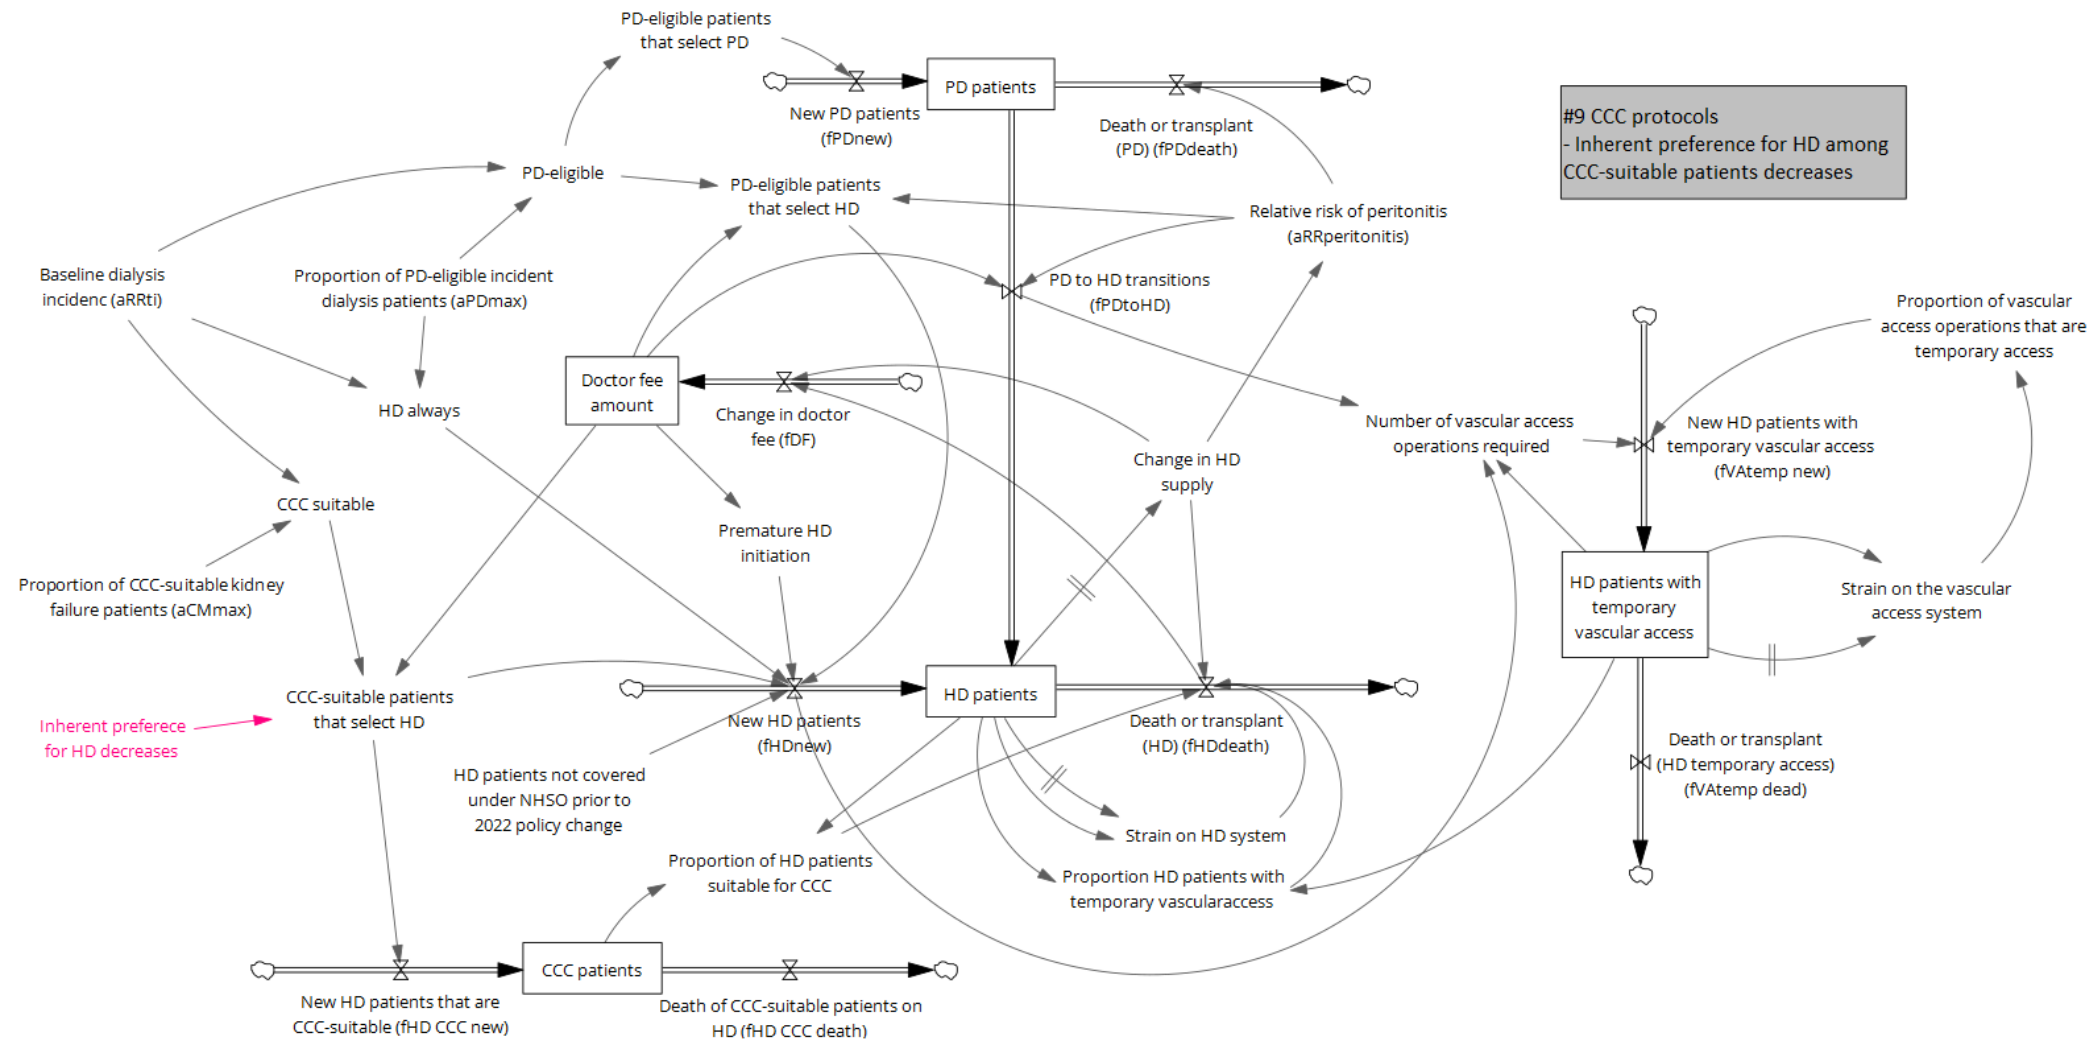 PD-eligible patients
that select PD
PD patients
New PD patients
(fPDnew)
Death or transplant
(PD) (fPDdeath)
#9 CCC protocols
- Inherent preference for HD among
CCC-suitable patients decreases
PD-eligible
PD-eligible patients
that select HD
Relative risk of peritonitis
(aRRperitonitis)
Baseline dialysis
incidenc (aRRti)
Proportion of PD-eligible incident
dialysis patients (aPDmax)
PD to HD transitions
(fPDtoHD)
Proportion of vascular
access operations that are
temporary access
Doctor fee
amount
Change in doctor
fee (fDF)
HD always
Number of vascular access
operations required
New HD patients with
temporary vascular access
(fVAtemp new)
Change in HD
supply
CCC suitable
Premature HD
initiation
Proportion of CCC-suitable kidney
failure patients (aCMmax)
HD patients with
temporary
vascular access
Strain on the vascular
access system
CCC-suitable patients
that select HD
Inherent preferece
for HD decreases
HD patients
New HD patients
(fHDnew)
Death or transplant
(HD) (fHDdeath)
Death or transplant
(HD temporary access)
(fVAtemp dead)
HD patients not covered
under NHSO prior to
2022 policy change
Strain on HD system
Proportion of HD patients
suitable for CCC
Proportion HD patients with
temporary vascularaccess
CCC patients
New HD patients that are
CCC-suitable (fHD CCC new)
Death of CCC-suitable patients on
HD (fHD CCC death)